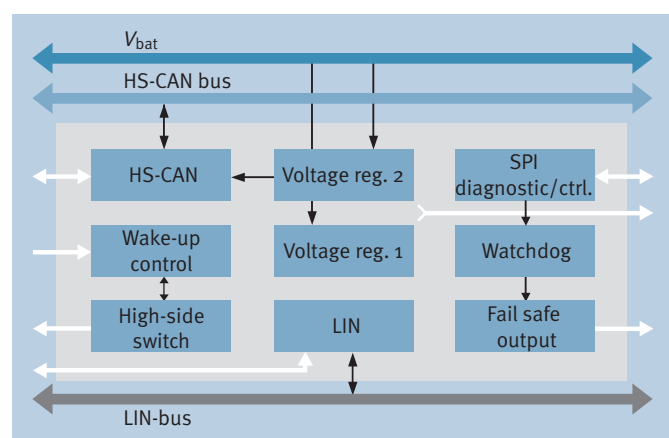 Vbat
HS-CAN bus
HS-CAN
Voltage reg. 2
SPI
diagnostic/ctrl.
Wake-up
control
Voltage reg. 1
Watchdog
High-side
switch
LIN
Fail safe
output
LIN-bus